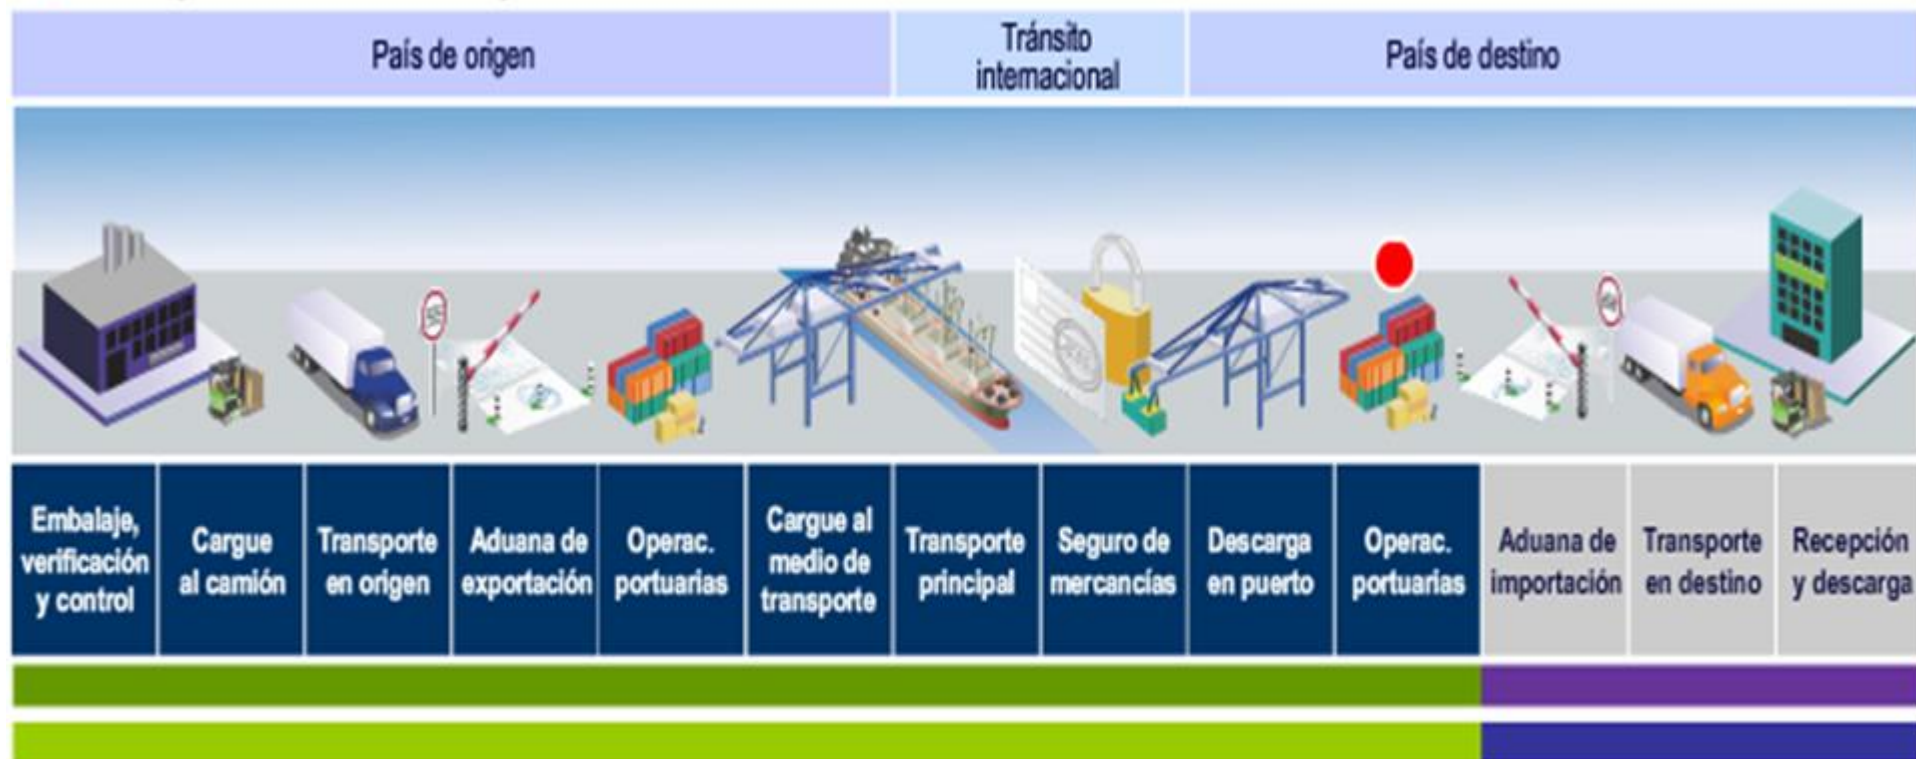 País de origen
Tránsito
internacional
País de destino
Embalaje,
verificación
y control
Cargue
al camión
Transporte
en origen
Aduana de
exportación
Operac.
portuarias
Cargue al
medio de
transporte
Transporte
principal
Seguro de
mercancías
Descarga
en puerto
Operac.
portuarias
Aduana de
importación
Transporte
en destino
Recepción
y descarga